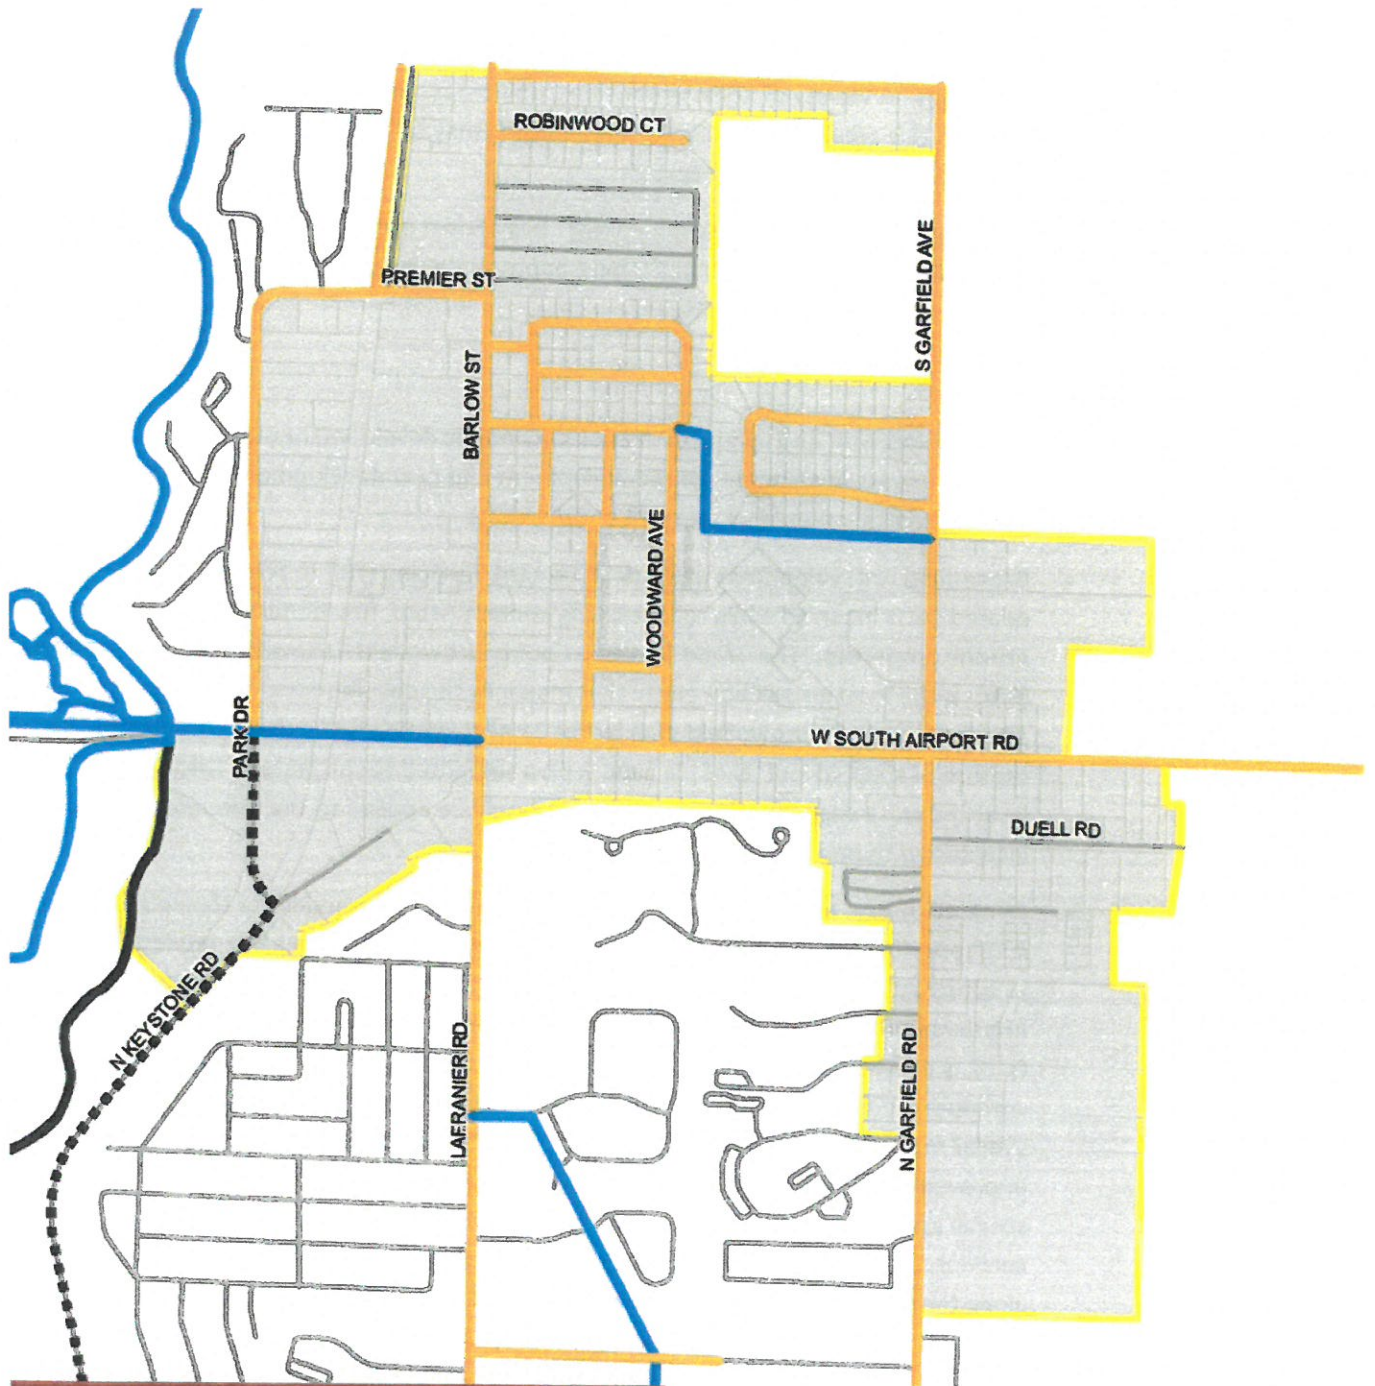 ROBINWOOD CT
S GARFIELD AVE
PREMIER ST
BARLOW ST
WOODWARD AVE
PARK DR
W SOUTH AIRPORT RD
DUELL RD
N KEYSTONE RD
LAFRANIER RD
N GARFIELD RD